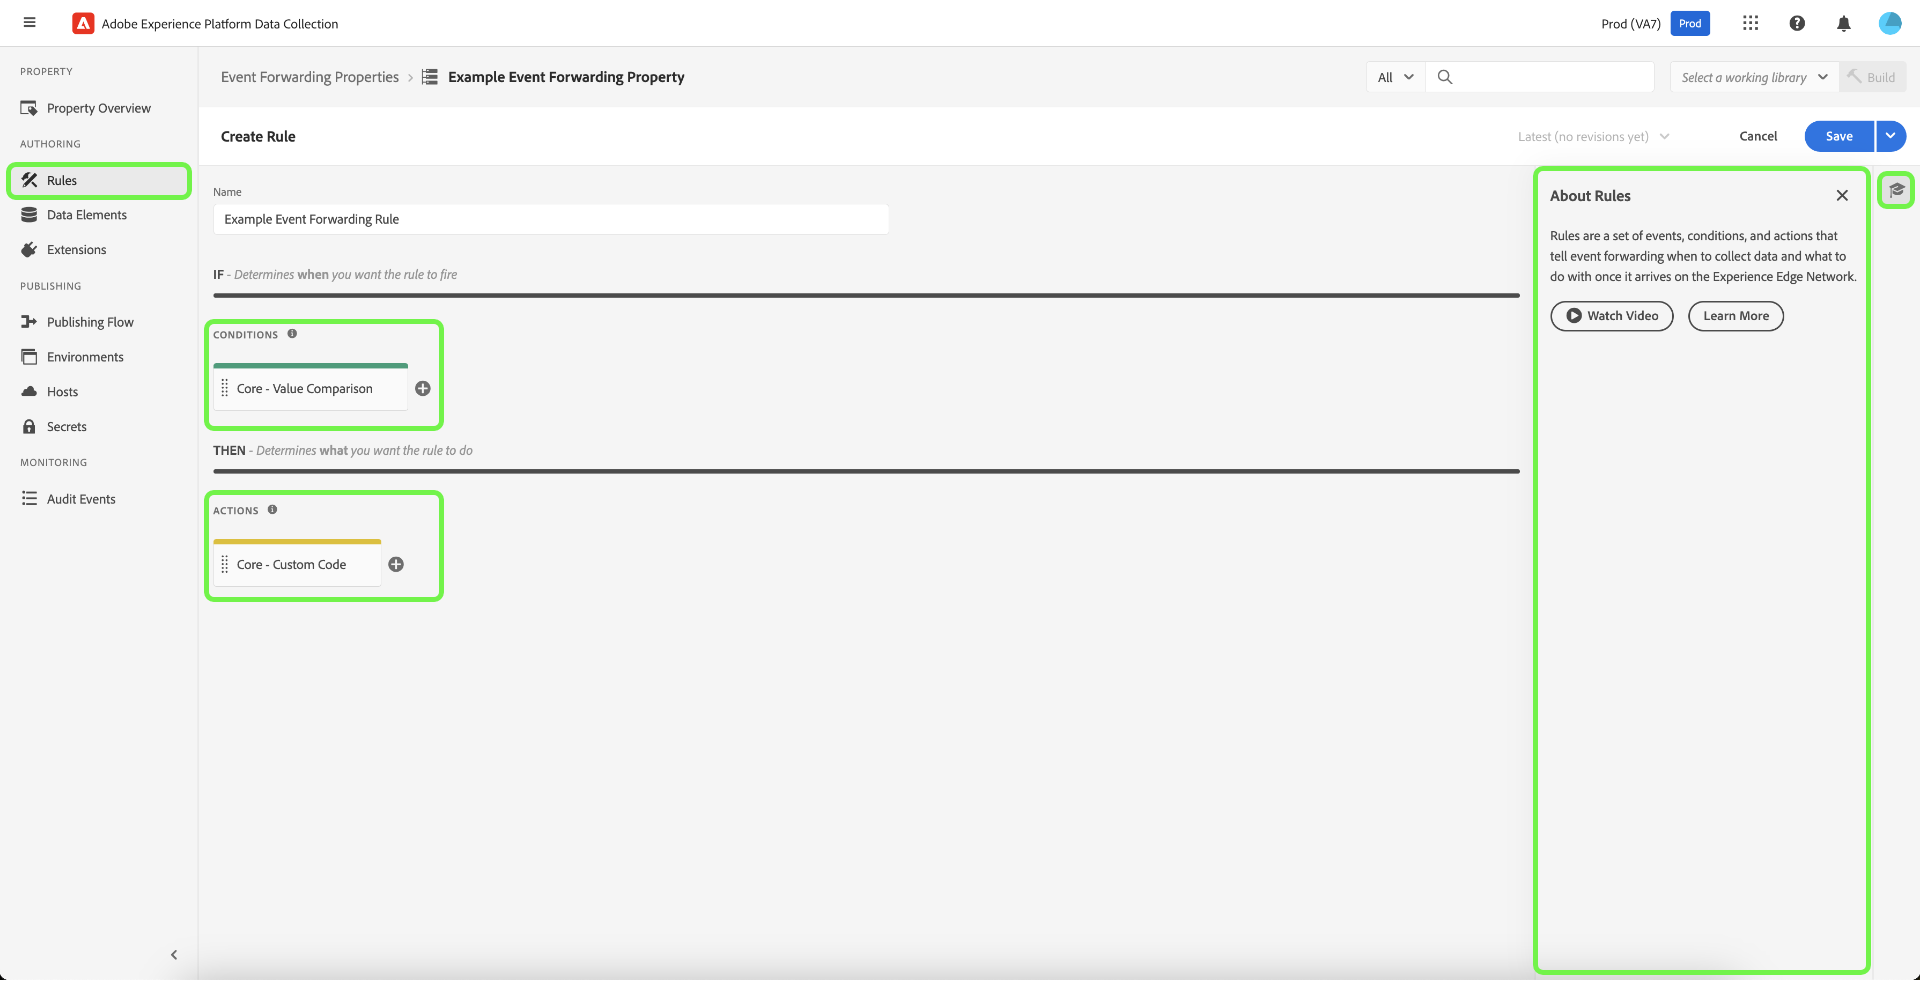 Adobe Experience Platform Data Collection
Prod (VA7)
Prod
PROPERTY
Property Overview
AUTHORING
Rules
Data Elements
Extensions
PUBLISHING
Publishing Flow
Environments
Hosts
Secrets
MONITORING
Audit Events
Event Forwarding Properties
Example Event Forwarding Property
All
Select a working library
Build
Create Rule
Latest (no revisions yet)
Cancel
Save
Name
Example Event Forwarding Rule
IF - Determines when you want the rule to fire
CONDITIONS
Core - Value Comparison
THEN - Determines what you want the rule to do
ACTIONS
Core - Custom Code
About Rules
Rules are a set of events, conditions, and actions that
tell event forwarding when to collect data and what to
do with once it arrives on the Experience Edge Network.
Watch Video
Learn More